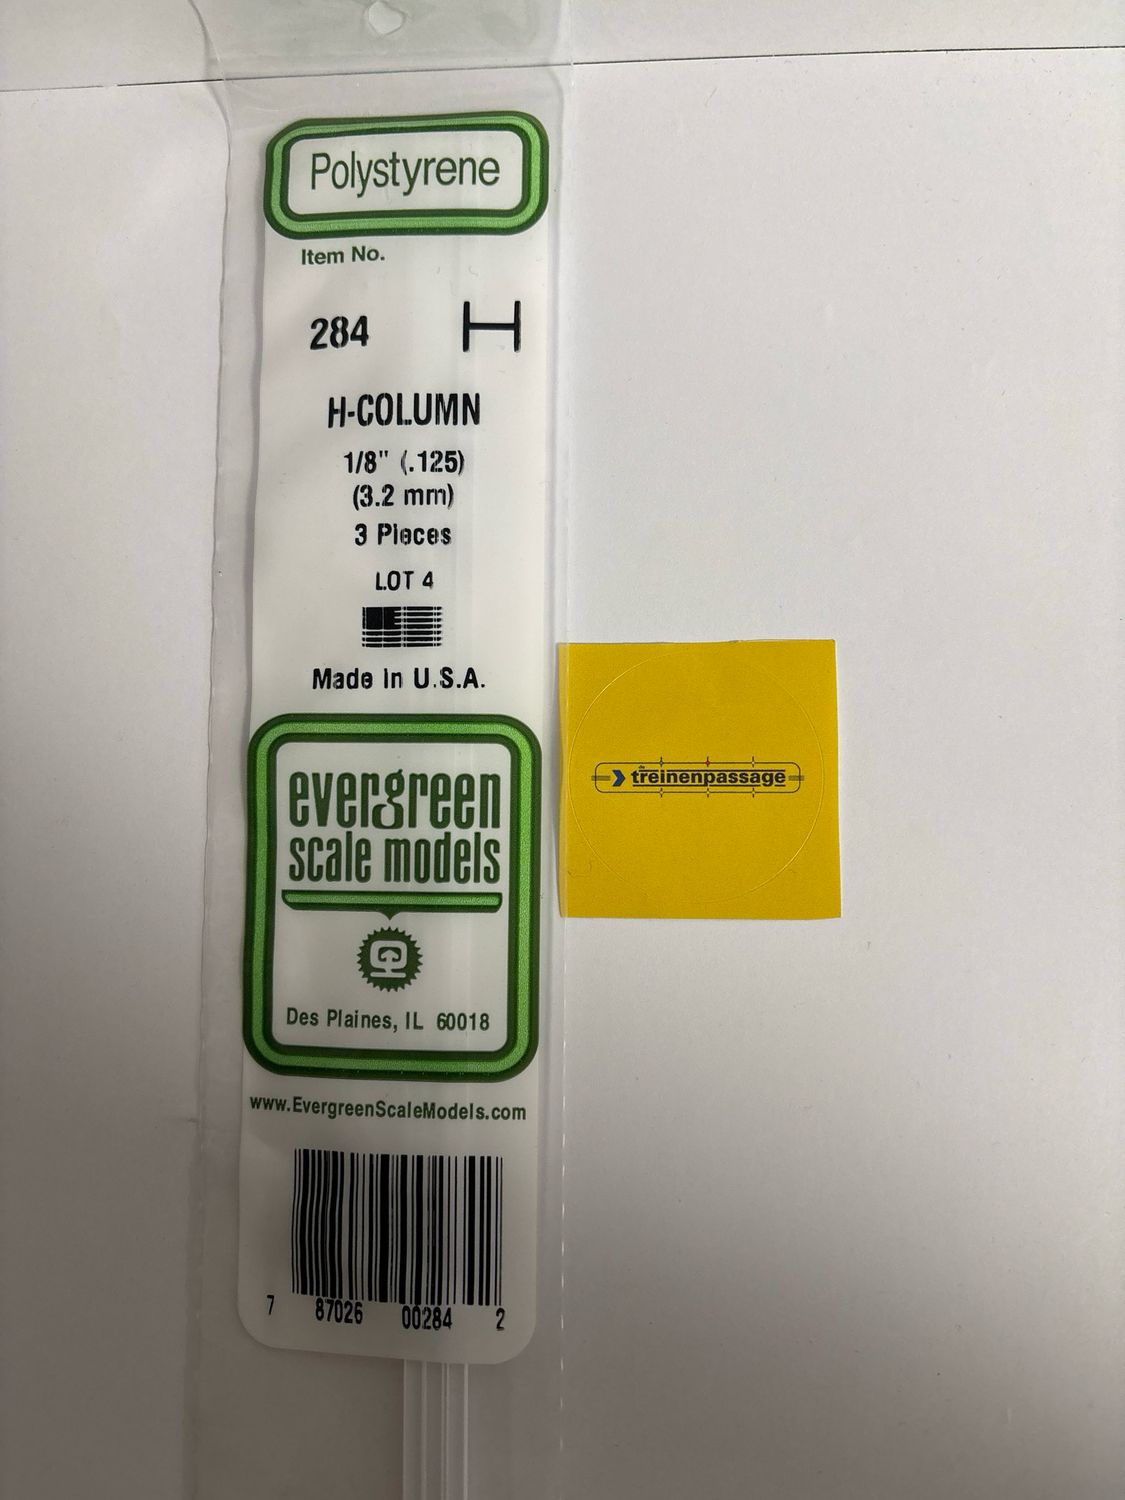 Polystyrene
Item No.
284
H-COLUMN
1/8" (.125)
(3.2 mm)
3 Pieces
LOT 4
Made in U.S.A.
evergreen
scale models
Des Plaines, IL 60018
www.EvergreenScaleModels.com
7 87026 00284 2
de
treinenpassage